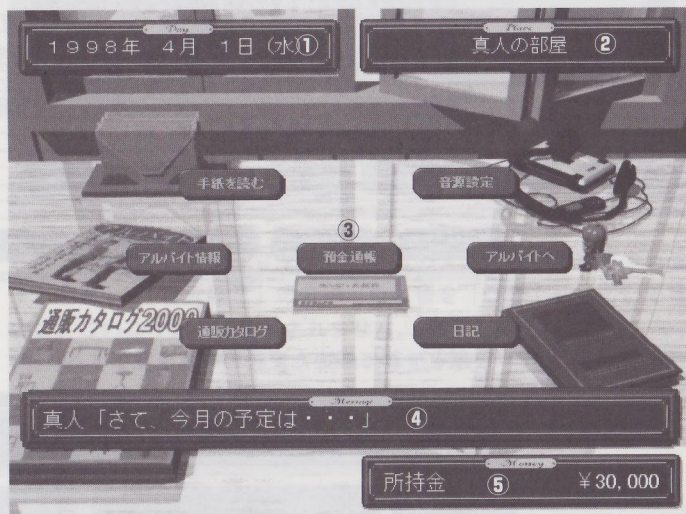 Day
1998年 4月 1日(水)①
Place
真人の部屋 ②
手紙を読む
音源設定
③
アルバイト情報
預金通帳
アルバイトへ
通販カタログ2000
通販カタログ
日記
Message
真人「さて、今月の予定は・・・」 ④
Money
所持金 ⑤ ¥30,000